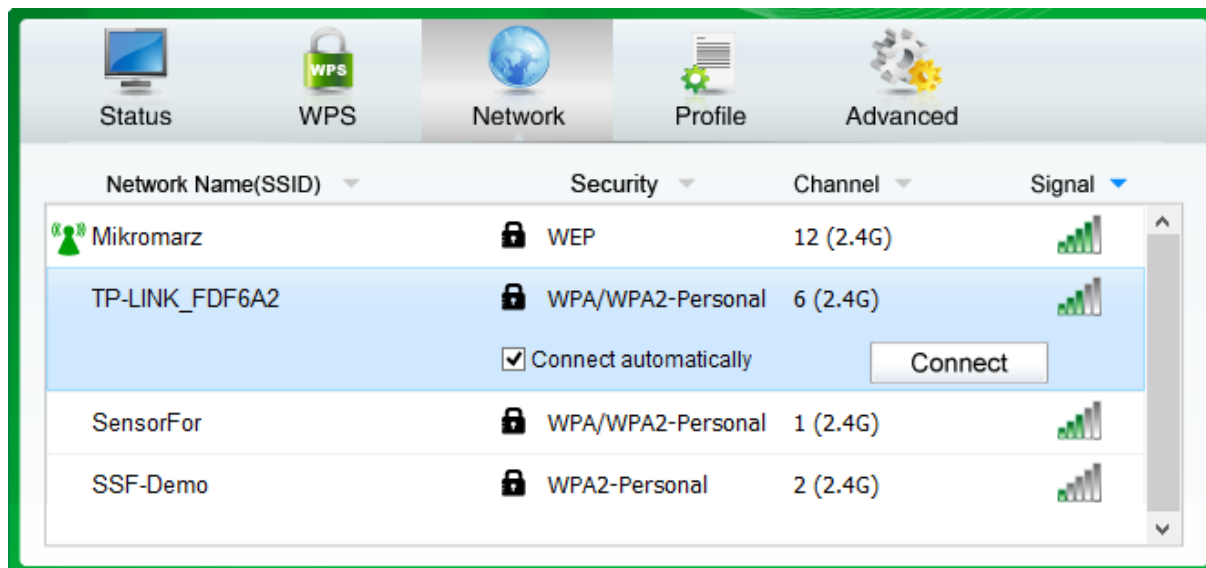 WPS
Status WPS Network Profile Advanced
Network Name(SSID) Security Channel Signal
Mikromarz WEP 12 (2.4G)
TP-LINK_FDF6A2 WPA/WPA2-Personal 6 (2.4G)
Connect automatically Connect
SensorFor WPA/WPA2-Personal 1 (2.4G)
SSF-Demo WPA2-Personal 2 (2.4G)